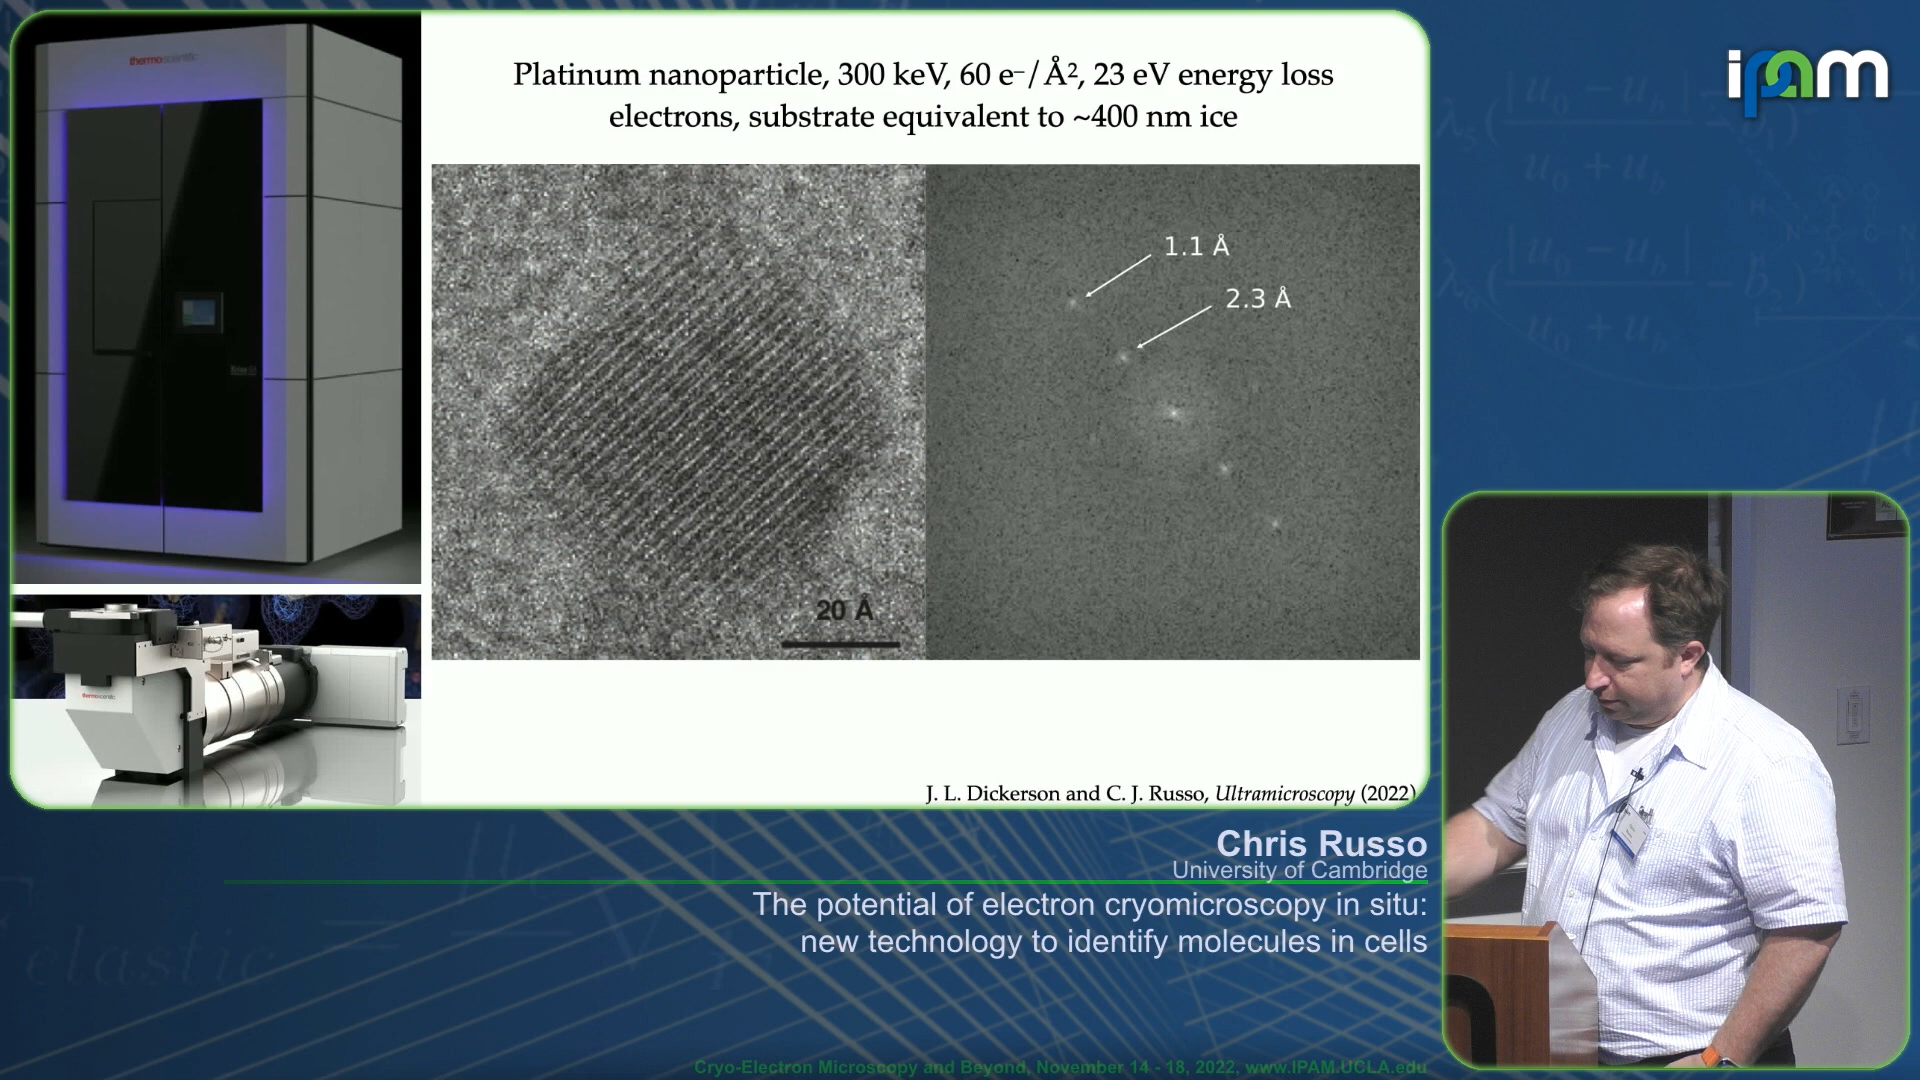 thermoscientific
Platinum nanoparticle, 300 keV, 60 e⁻/Å², 23 eV energy loss
electrons, substrate equivalent to ~400 nm ice
1.1 Å
2.3 Å
20 Å
thermoscientific
J. L. Dickerson and C. J. Russo, Ultramicroscopy (2022)
ipam
Chris Russo
University of Cambridge
The potential of electron cryomicroscopy in situ:
new technology to identify molecules in cells
elastic
Cryo-Electron Microscopy and Beyond, November 14 - 18, 2022, www.IPAM.UCLA.edu